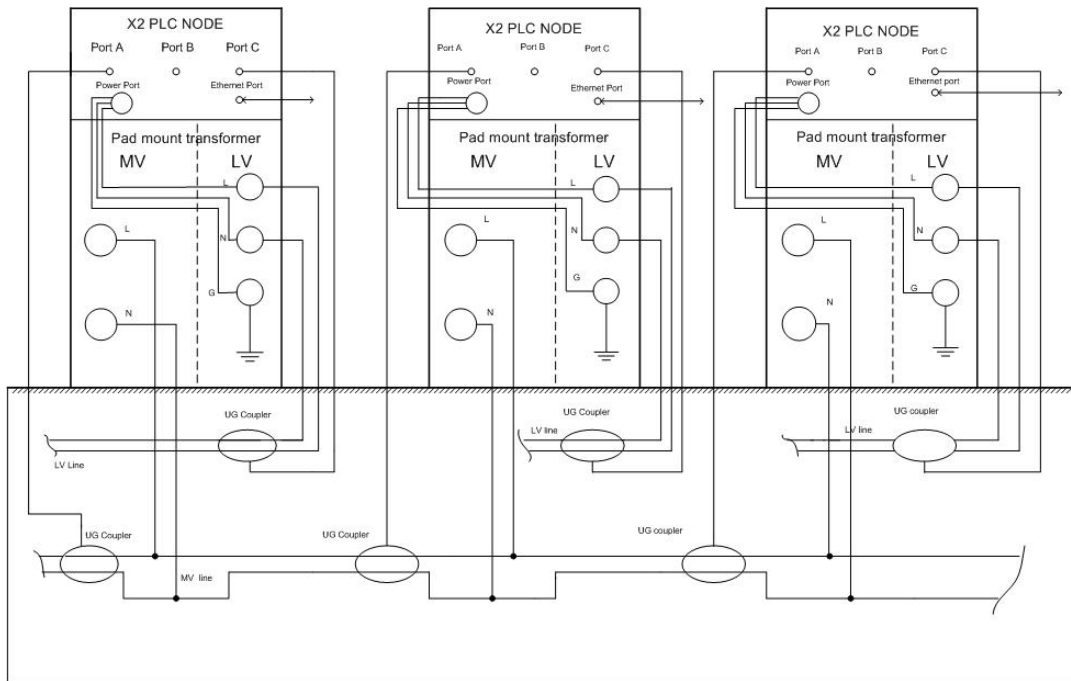 X2 PLC NODE
Port A Port B Port C
Power Port
Ethernet Port
Pad mount transformer
MV LV
L
L
N
G
N
X2 PLC NODE
Port A Port B Port C
Power Port
Ethernet Port
Pad mount transformer
MV LV
L
L
N
G
N
X2 PLC NODE
Port A Port B Port C
Power Port
Ethernet port
Pad mount transformer
MV LV
L
L
N
G
N
UG Coupler
LV Line
UG Coupler
LV line
UG coupler
LV line
UG Coupler
UG Coupler
UG coupler
MV line